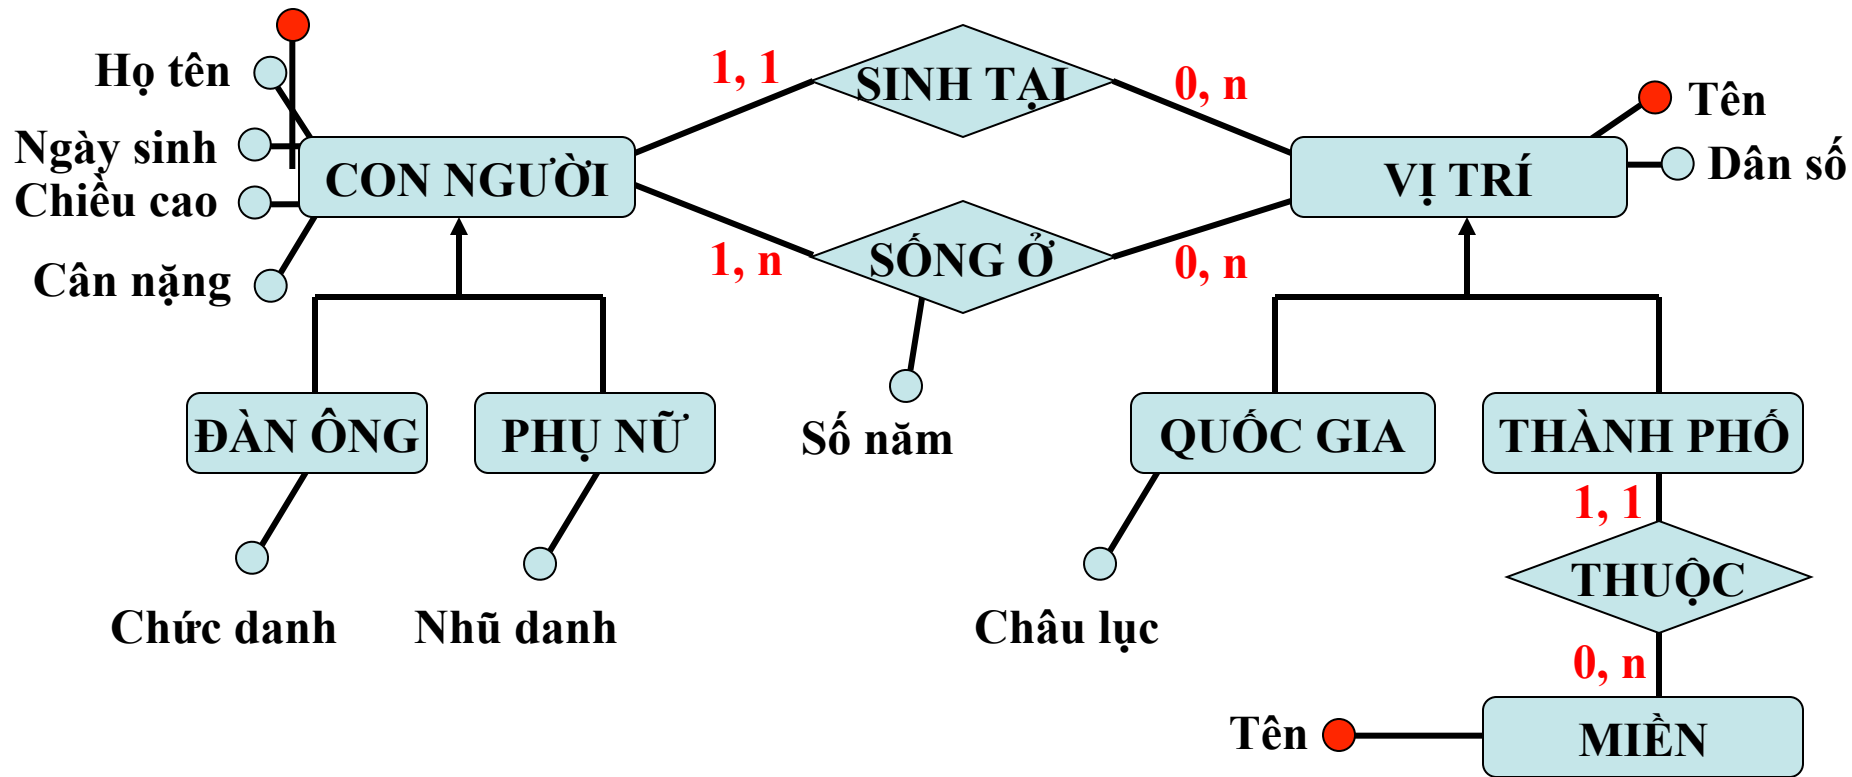 Họ tên
1, 1
SINH TẠI
0, n
Tên
Ngày sinh
Dân số
CON NGƯỜI
VỊ TRÍ
Chiều cao
Cân nặng
1, n
SỐNG Ở
0, n
ĐÀN ÔNG
PHỤ NỮ
Số năm
QUỐC GIA
THÀNH PHỐ
1, 1
THUỘC
Chức danh
Nhũ danh
Châu lục
0, n
Tên
MIỀN